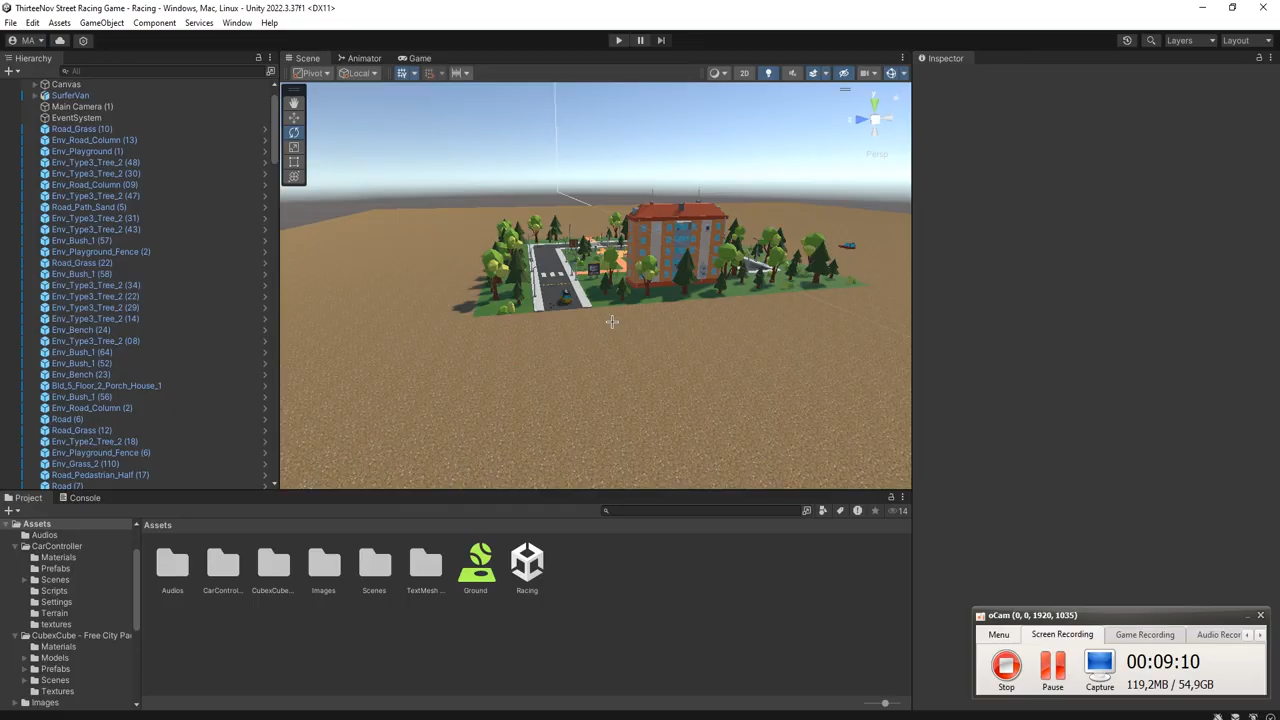 ThirteeNov Street Racing Game - Racing - Windows, Mac, Linux - Unity 2022.3.37f1 <DX11>
File Edit Assets GameObject Component Services Window Help
MA
Layers Layout
Hierarchy
All
Canvas
SurferVan
Main Camera (1)
EventSystem
Road_Grass (10)
Env_Road_Column (13)
Env_Playground (1)
Env_Type3_Tree_2 (48)
Env_Type3_Tree_2 (30)
Env_Road_Column (09)
Env_Type3_Tree_2 (47)
Road_Path_Sand (5)
Env_Type3_Tree_2 (31)
Env_Type3_Tree_2 (43)
Env_Bush_1 (57)
Env_Playground_Fence (2)
Road_Grass (22)
Env_Bush_1 (58)
Env_Type3_Tree_2 (34)
Env_Type3_Tree_2 (22)
Env_Type3_Tree_2 (29)
Env_Type3_Tree_2 (14)
Env_Bench (24)
Env_Type3_Tree_2 (08)
Env_Bush_1 (64)
Env_Bush_1 (52)
Env_Bench (23)
Bld_5_Floor_2_Porch_House_1
Env_Bush_1 (56)
Env_Road_Column (2)
Road (6)
Road_Grass (12)
Env_Type2_Tree_2 (18)
Env_Playground_Fence (6)
Env_Grass_2 (110)
Road_Pedastrian_Half (17)
Road (7)
Scene Animator Game
Pivot Local
2D
y
z
Persp
Inspector
Project Console
14
Assets
Audios
CarController
Materials
Prefabs
Scenes
Scripts
Settings
Terrain
textures
CubexCube - Free City Pa
Materials
Models
Prefabs
Scenes
Textures
Images
Assets
Audios CarControl... CubexCube... Images Scenes TextMesh ... Ground Racing
oCam (0, 0, 1920, 1035)
Menu Screen Recording Game Recording Audio Recor
Stop Pause Capture
00:09:10
119,2MB / 54,9GB